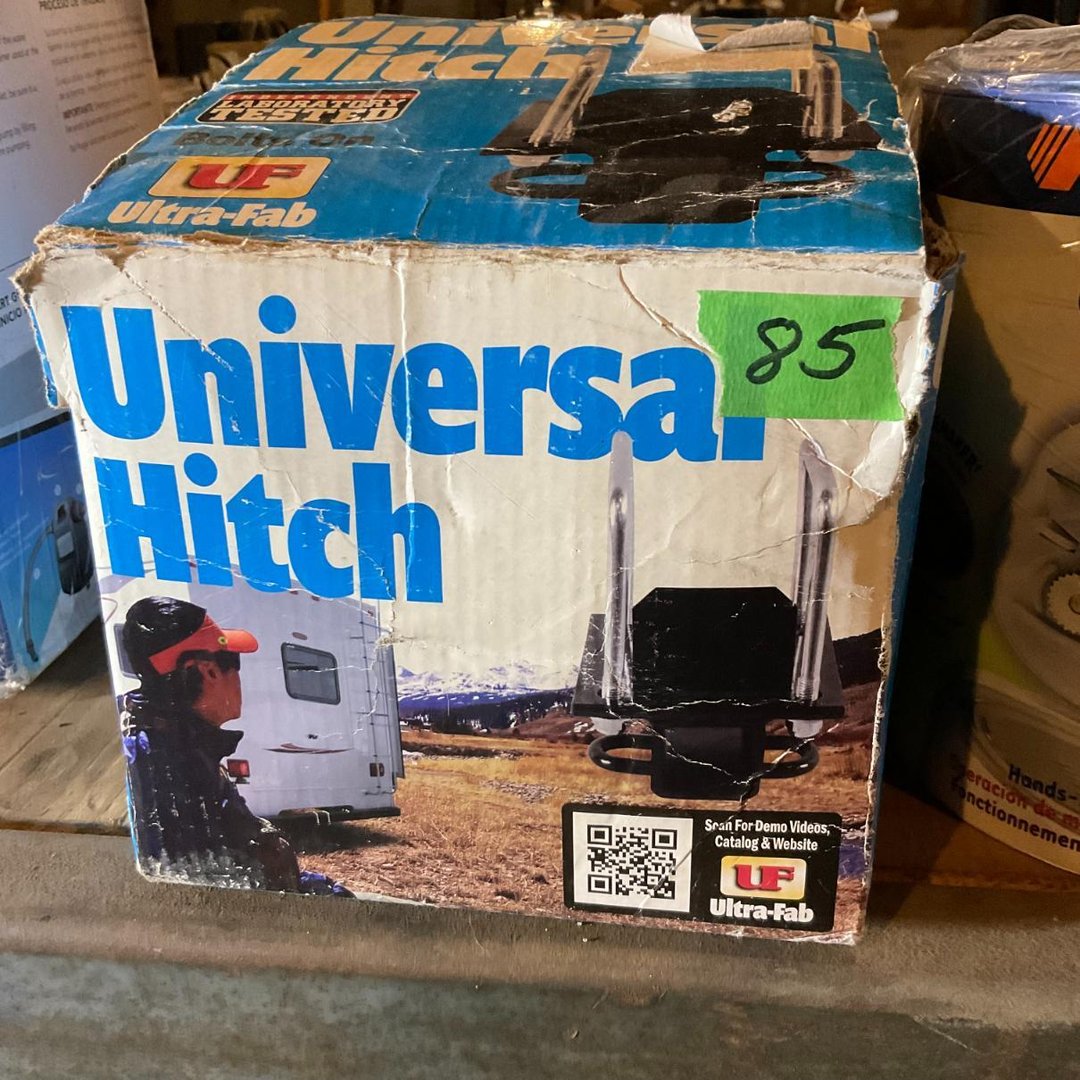 Universal
Hitch
LABORATORY
TESTED
Bolts On
UF
Ultra-Fab
Universal
Hitch
85
Scan For Demo Videos,
Catalog & Website
UF
Ultra-Fab
Hands-